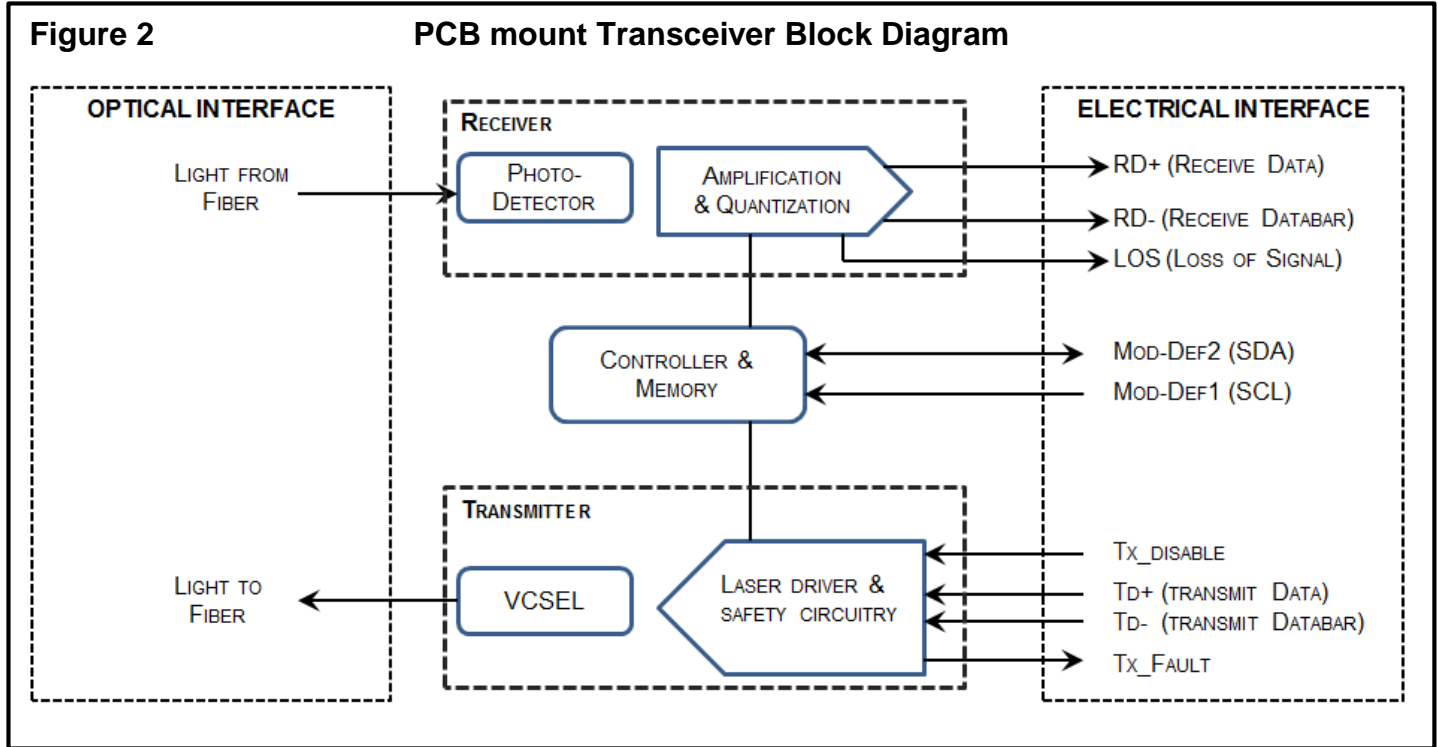 Figure 2 PCB mount Transceiver Block Diagram
OPTICAL INTERFACE
LIGHT FROM
FIBER
LIGHT TO
FIBER
RECEIVER
PHOTO-
DETECTOR
AMPLIFICATION
& QUANTIZATION
CONTROLLER &
MEMORY
TRANSMITTER
VCSEL
LASER DRIVER &
SAFETY CIRCUITRY
ELECTRICAL INTERFACE
RD+ (RECEIVE DATA)
RD- (RECEIVE DATABAR)
LOS (LOSS OF SIGNAL)
MOD-DEF2 (SDA)
MOD-DEF1 (SCL)
TX_DISABLE
TD+ (TRANSMIT DATA)
TD- (TRANSMIT DATABAR)
TX_FAULT